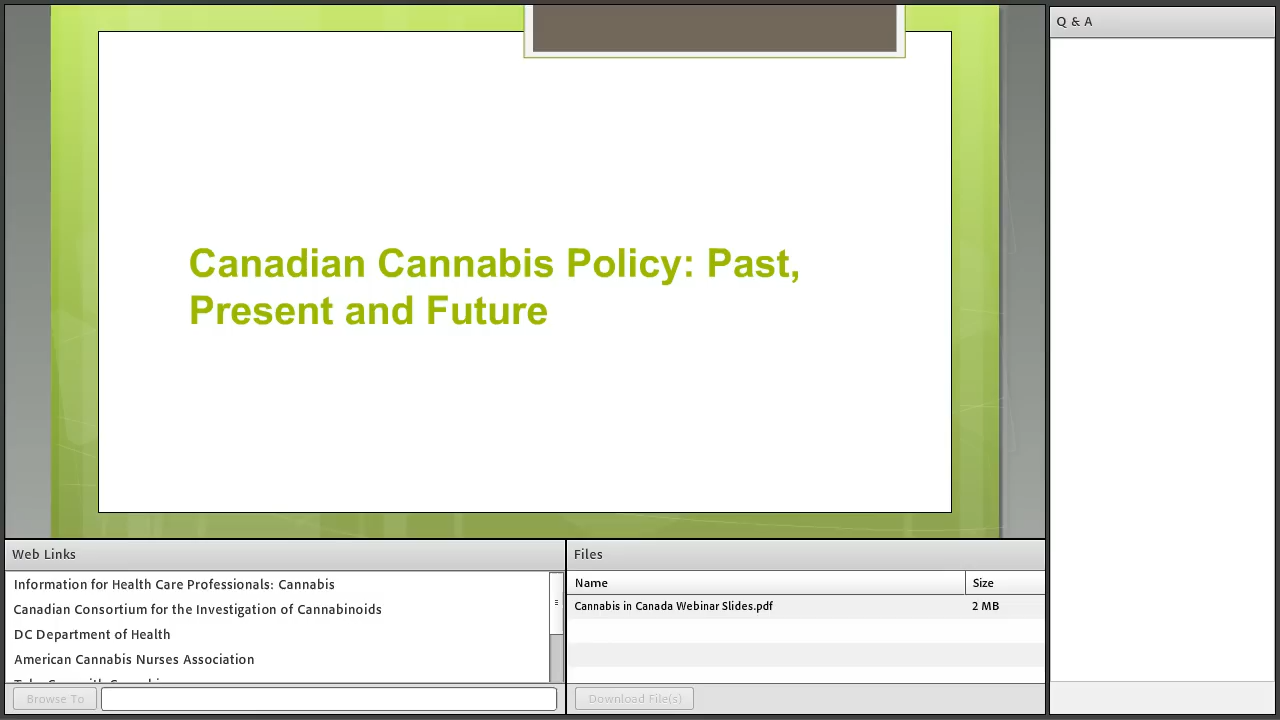 Q & A
Canadian Cannabis Policy: Past,
Present and Future
Web Links
Information for Health Care Professionals: Cannabis
Canadian Consortium for the Investigation of Cannabinoids
DC Department of Health
American Cannabis Nurses Association
Browse To
Files
Name Size
Cannabis in Canada Webinar Slides.pdf 2 MB
Download File(s)